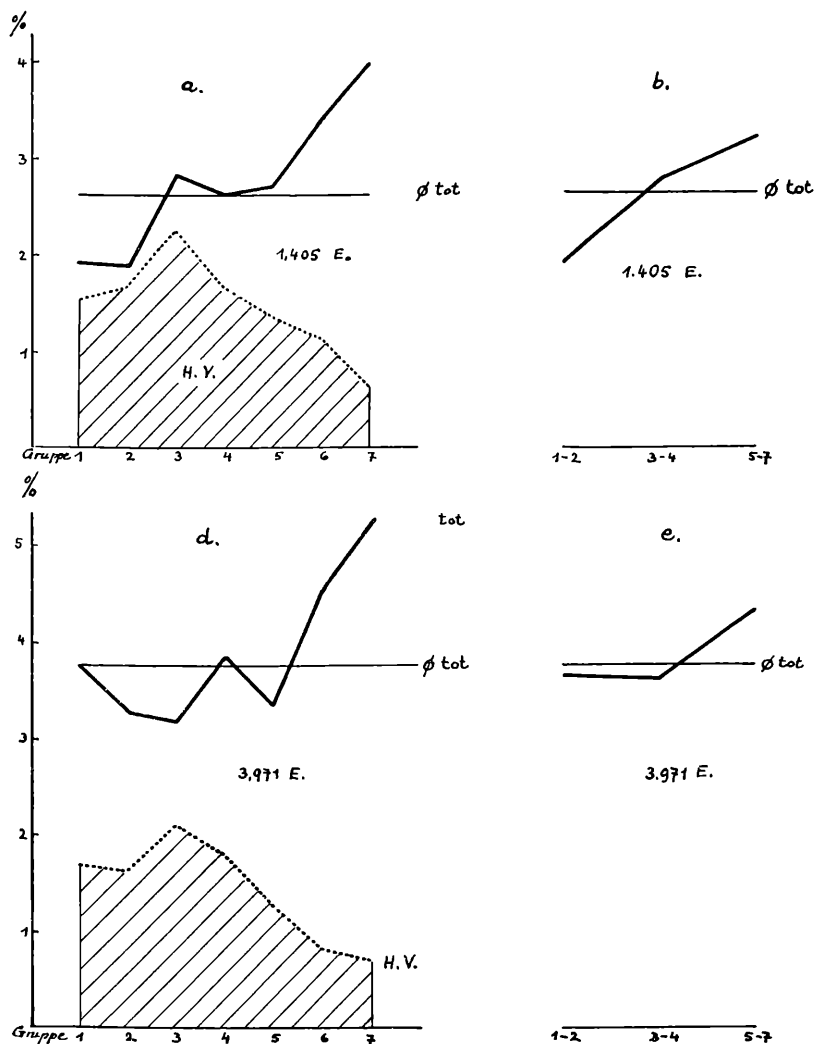 %
4
a.
b.
3
ø tot
ø tot
2
1,405 E.
1.405 E.
1
H.V.
Gruppe 1 2 3 4 5 6 7
1-2 3-4 5-7
%
tot
5
d.
e.
4
ø tot
ø tot
3
3,971 E.
3.971 E.
2
1
H.V.
Gruppe 1 2 3 4 5 6 7
1-2 3-4 5-7